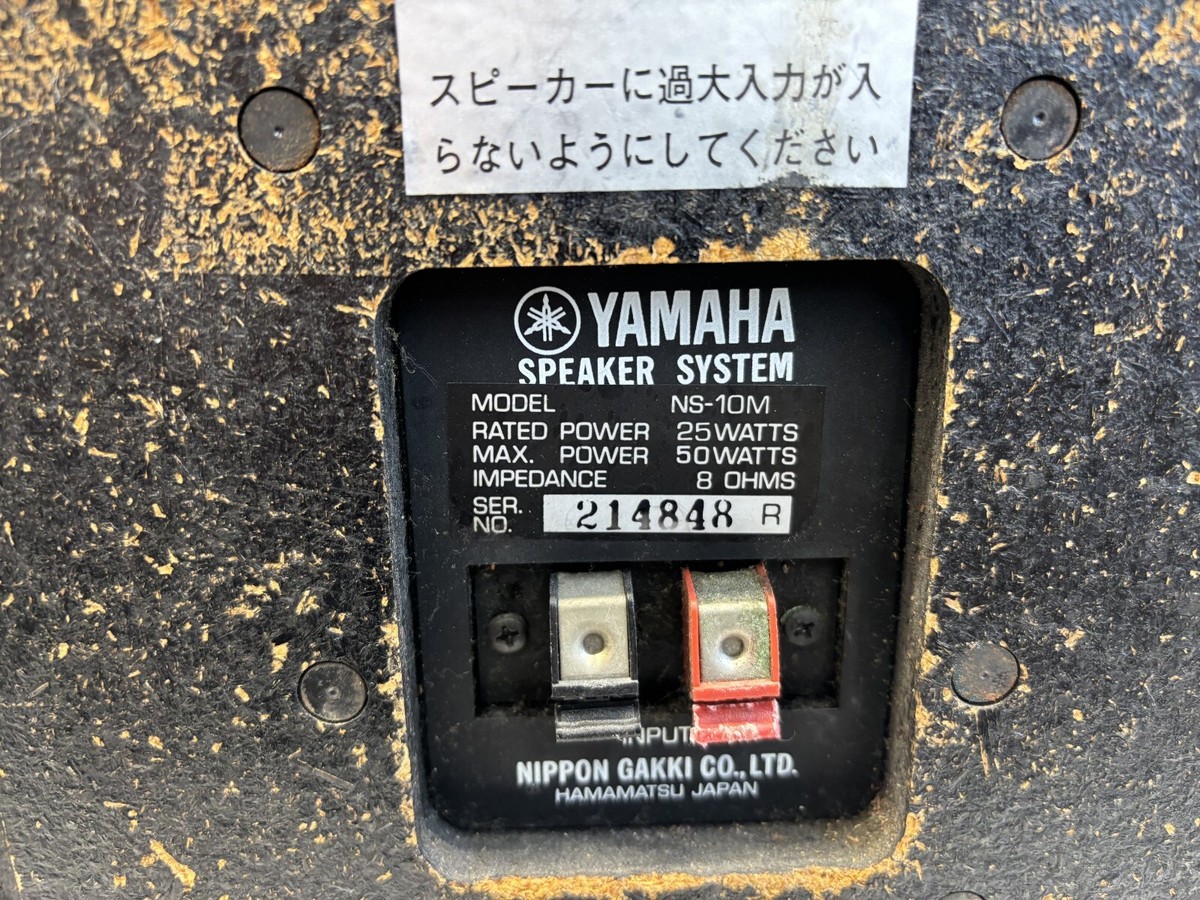 スピーカーに過大入力が入
らないようにしてください
YAMAHA
SPEAKER SYSTEM
MODEL NS-10M
RATED POWER 25WATTS
MAX. POWER 50WATTS
IMPEDANCE 8 OHMS
SER. NO. 214848 R
INPUT
NIPPON GAKKI CO., LTD.
HAMAMATSU JAPAN